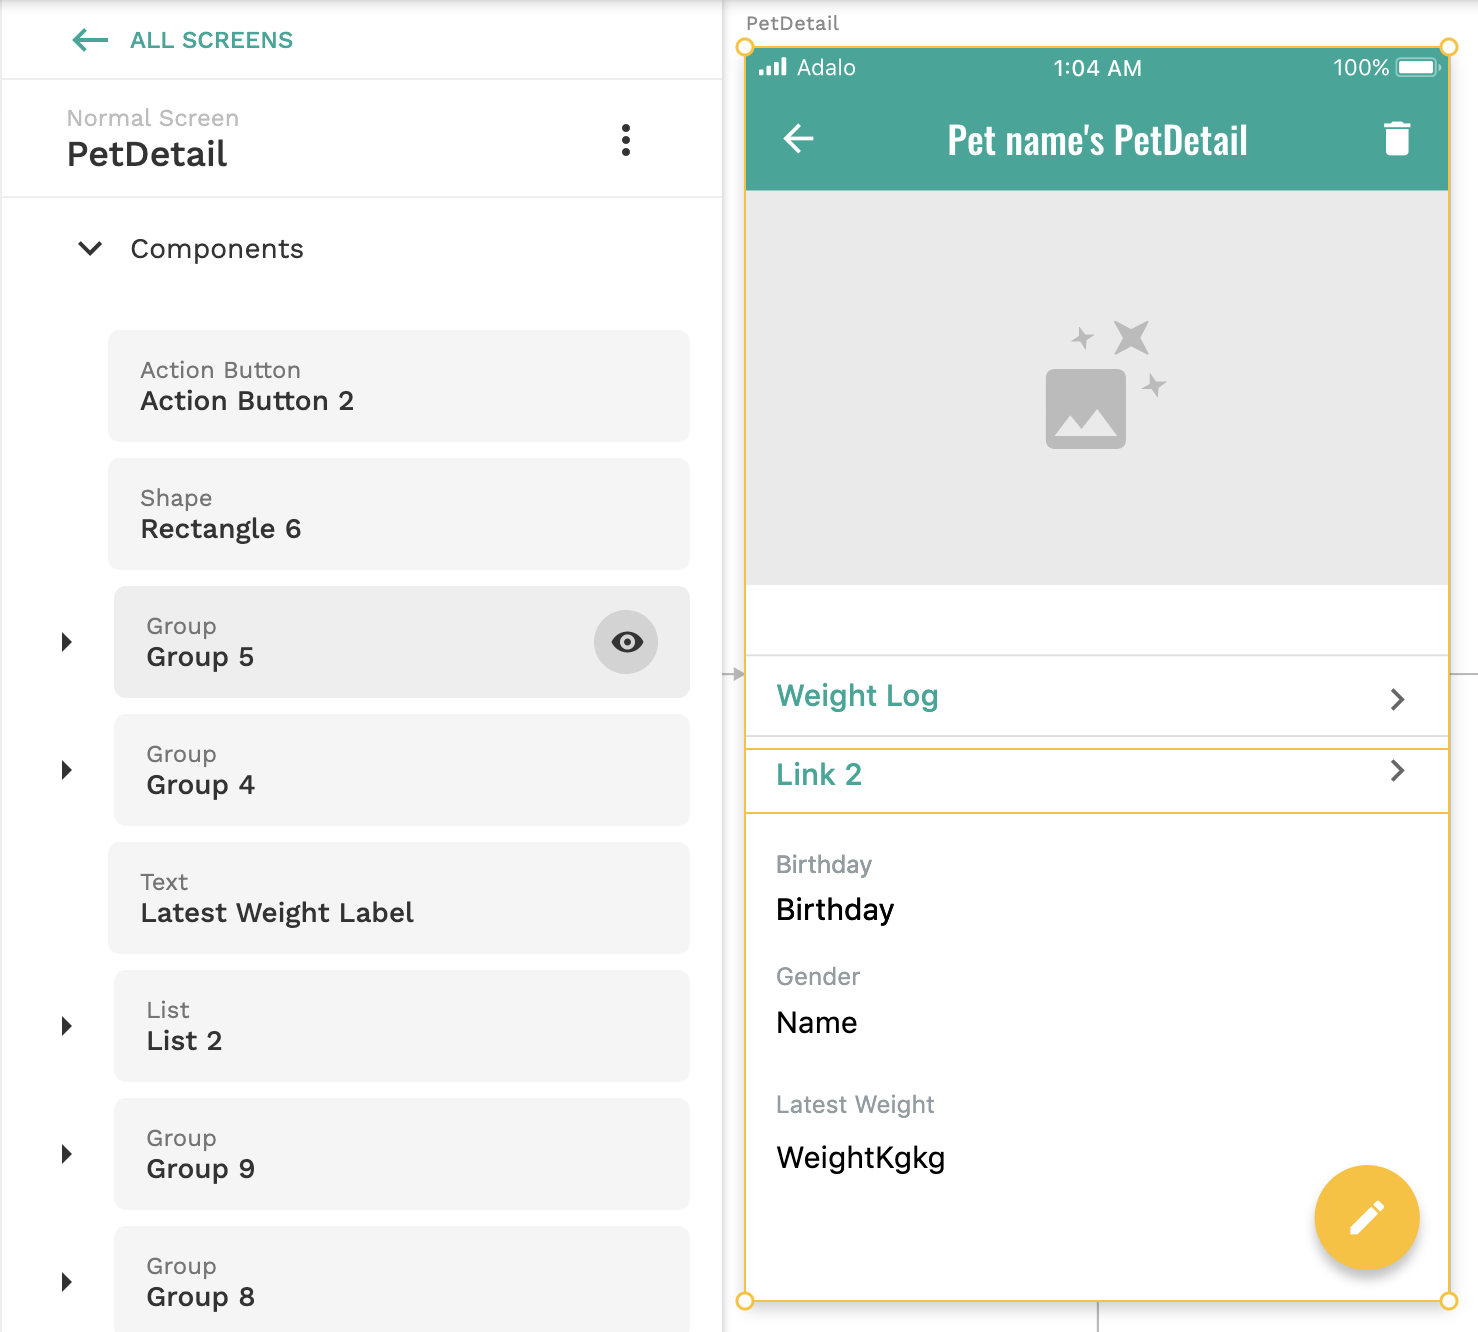 ALL SCREENS
Normal Screen
PetDetail
Components
Action Button
Action Button 2
Shape
Rectangle 6
Group
Group 5
Group
Group 4
Text
Latest Weight Label
List
List 2
Group
Group 9
Group
Group 8
PetDetail
Adalo 1:04 AM 100%
Pet name's PetDetail
Weight Log
Link 2
Birthday
Birthday
Gender
Name
Latest Weight
WeightKgkg